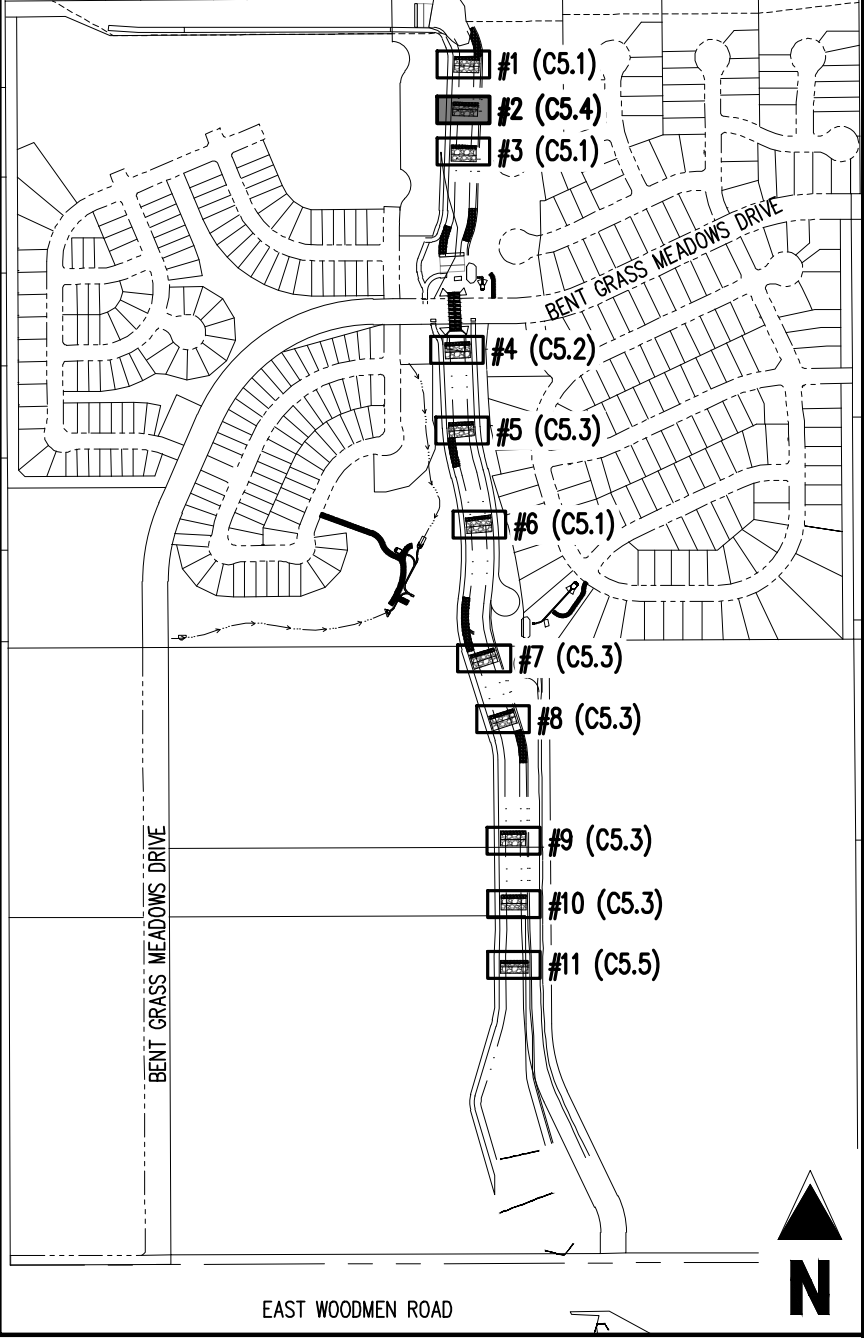 #1 (C5.1)
#2 (C5.4)
#3 (C5.1)
BENT GRASS MEADOWS DRIVE
#4 (C5.2)
#5 (C5.3)
#6 (C5.1)
#7 (C5.3)
#8 (C5.3)
#9 (C5.3)
#10 (C5.3)
#11 (C5.5)
BENT GRASS MEADOWS DRIVE
N
EAST WOODMEN ROAD